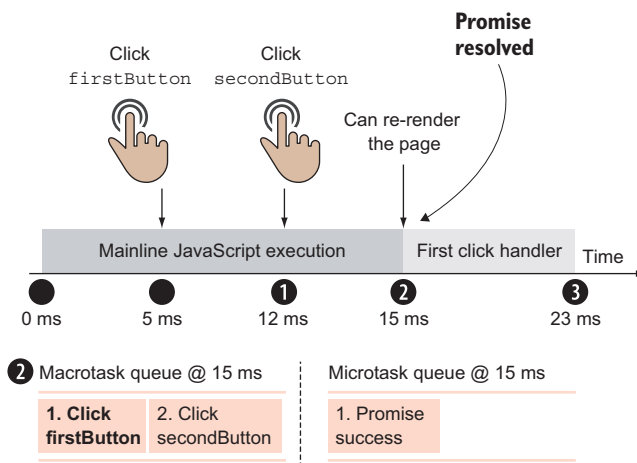 Promise
resolved
Click
firstButton
Click
secondButton
Can re-render
the page
Mainline JavaScript execution
First click handler
Time
1
2
3
0 ms
5 ms
12 ms
15 ms
23 ms
2 Macrotask queue @ 15 ms
Microtask queue @ 15 ms
1. Click
firstButton
2. Click
secondButton
1. Promise
success